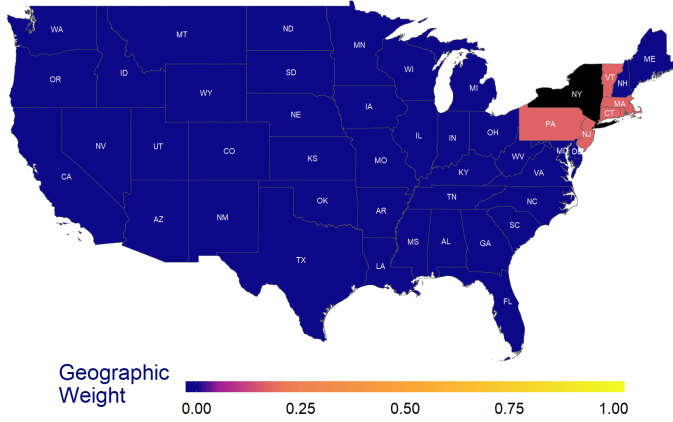 WA
MT
ND
MN
ME
VT
NH
OR
ID
SD
WI
MI
NY
MA
CT
WY
IA
PA
NJ
NE
IL
IN
OH
NV
UT
CO
KS
MO
WV
MD
DE
VA
KY
CA
AZ
NM
OK
AR
TN
NC
SC
MS
AL
GA
TX
LA
FL
Geographic
Weight
0.00 0.25 0.50 0.75 1.00